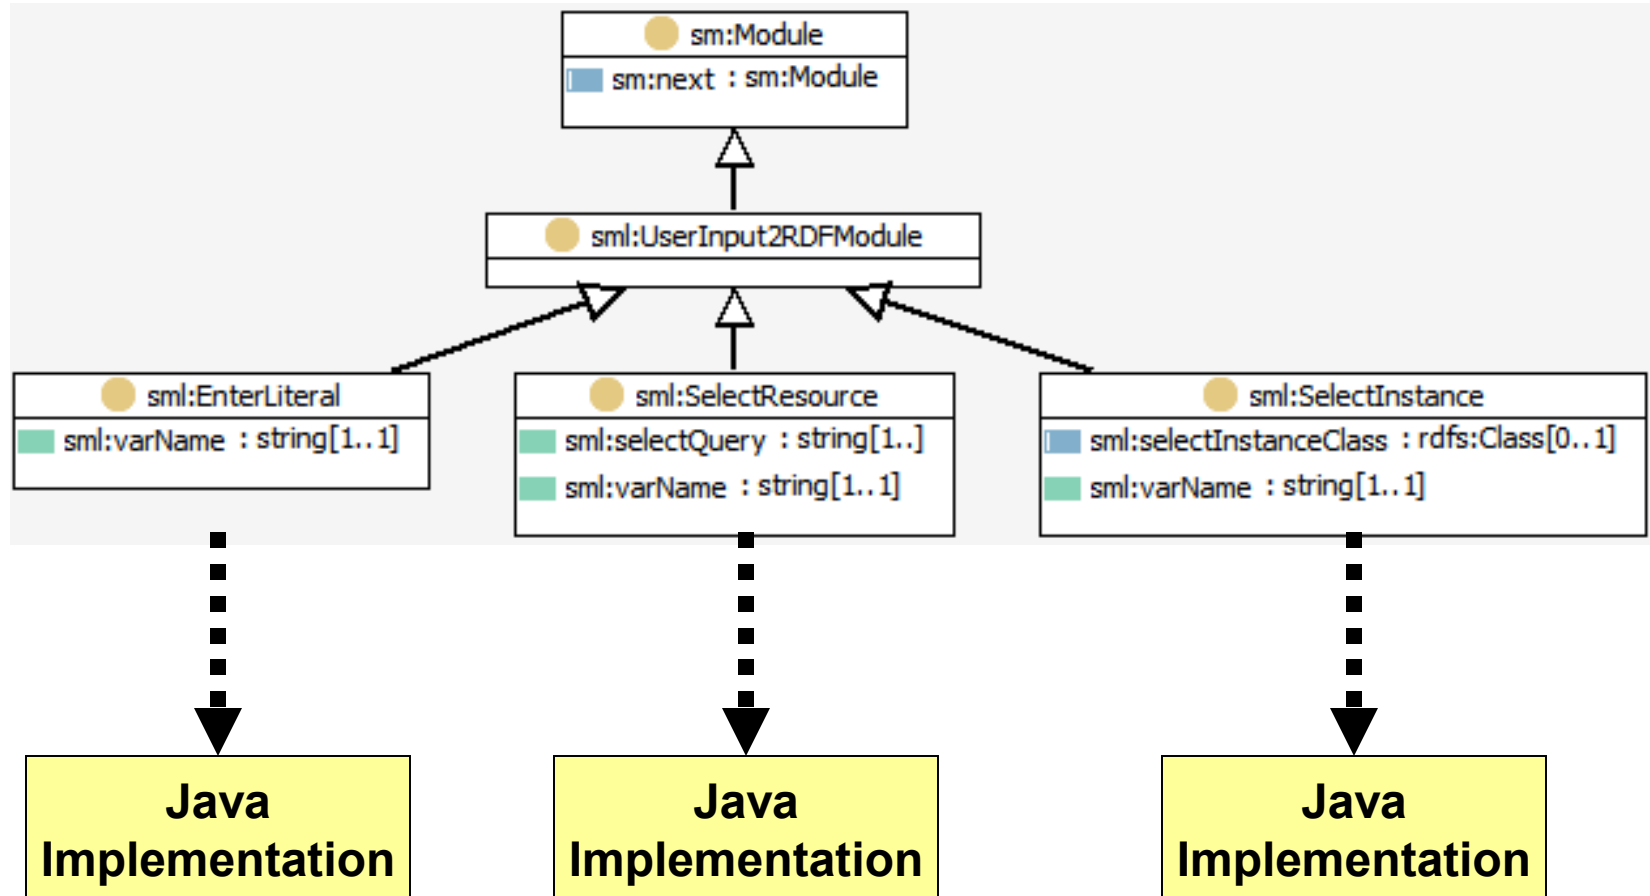 sm:Module
sm:next : sm:Module
sml:UserInput2RDFModule
sml:EnterLiteral
sml:varName : string[1..1]
sml:SelectResource
sml:selectQuery : string[1..]
sml:varName : string[1..1]
sml:SelectInstance
sml:selectInstanceClass : rdfs:Class[0..1]
sml:varName : string[1..1]
Java
Implementation
Java
Implementation
Java
Implementation